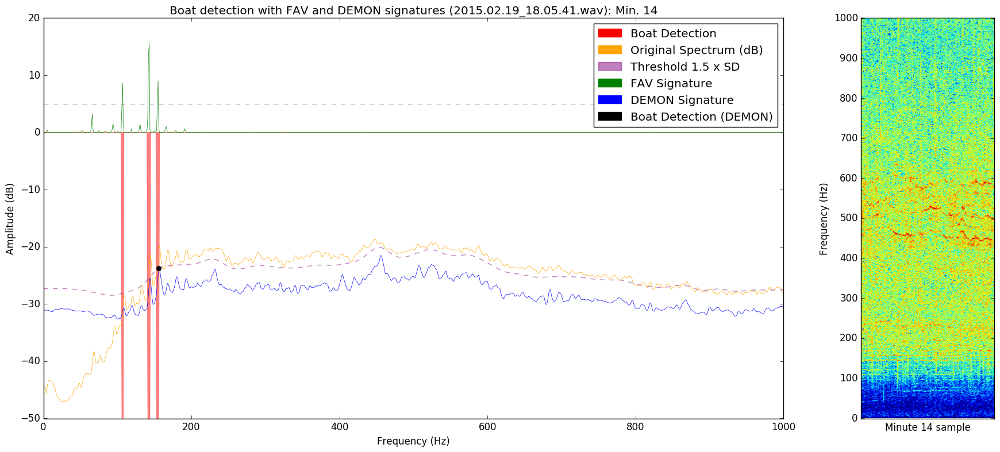 Boat detection with FAV and DEMON signatures (2015.02.19_18.05.41.wav): Min. 14
20
10
0
−10
−20
−30
−40
−50
Amplitude (dB)
0
200
400
600
800
1000
Frequency (Hz)
Boat Detection
Original Spectrum (dB)
Threshold 1.5 x SD
FAV Signature
DEMON Signature
Boat Detection (DEMON)
1000
900
800
700
600
500
400
300
200
100
0
Frequency (Hz)
Minute 14 sample